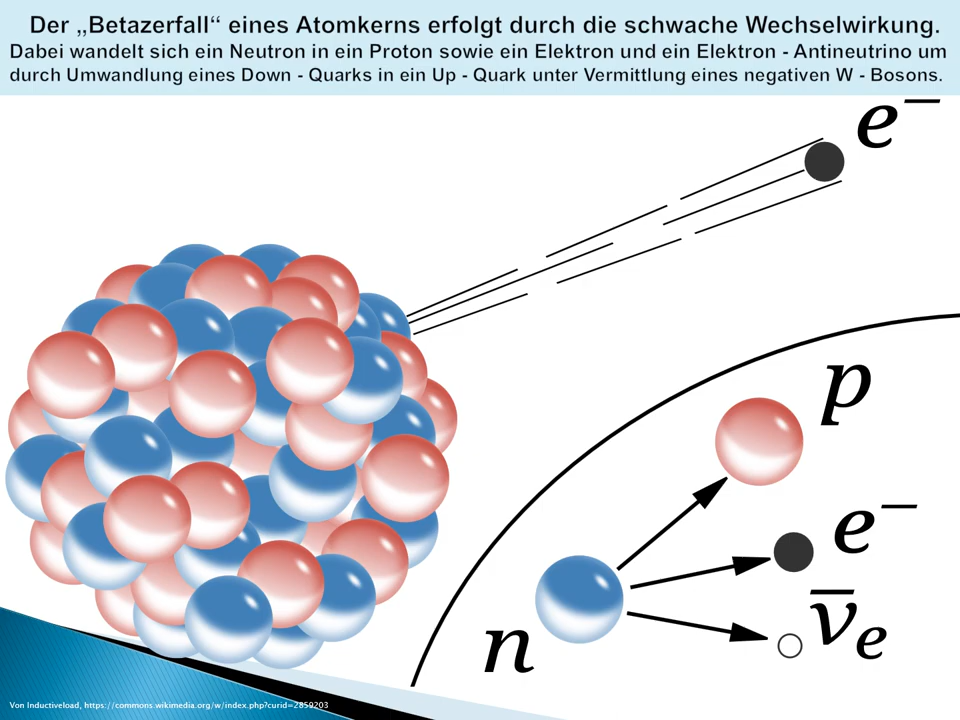 Der „Betazerfall“ eines Atomkerns erfolgt durch die schwache Wechselwirkung.
Dabei wandelt sich ein Neutron in ein Proton sowie ein Elektron und ein Elektron - Antineutrino um
durch Umwandlung eines Down - Quarks in ein Up - Quark unter Vermittlung eines negativen W - Bosons.
e⁻
p
e⁻
n
ν̅ₑ
Von Inductiveload, https://commons.wikimedia.org/w/index.php?curid=2859203